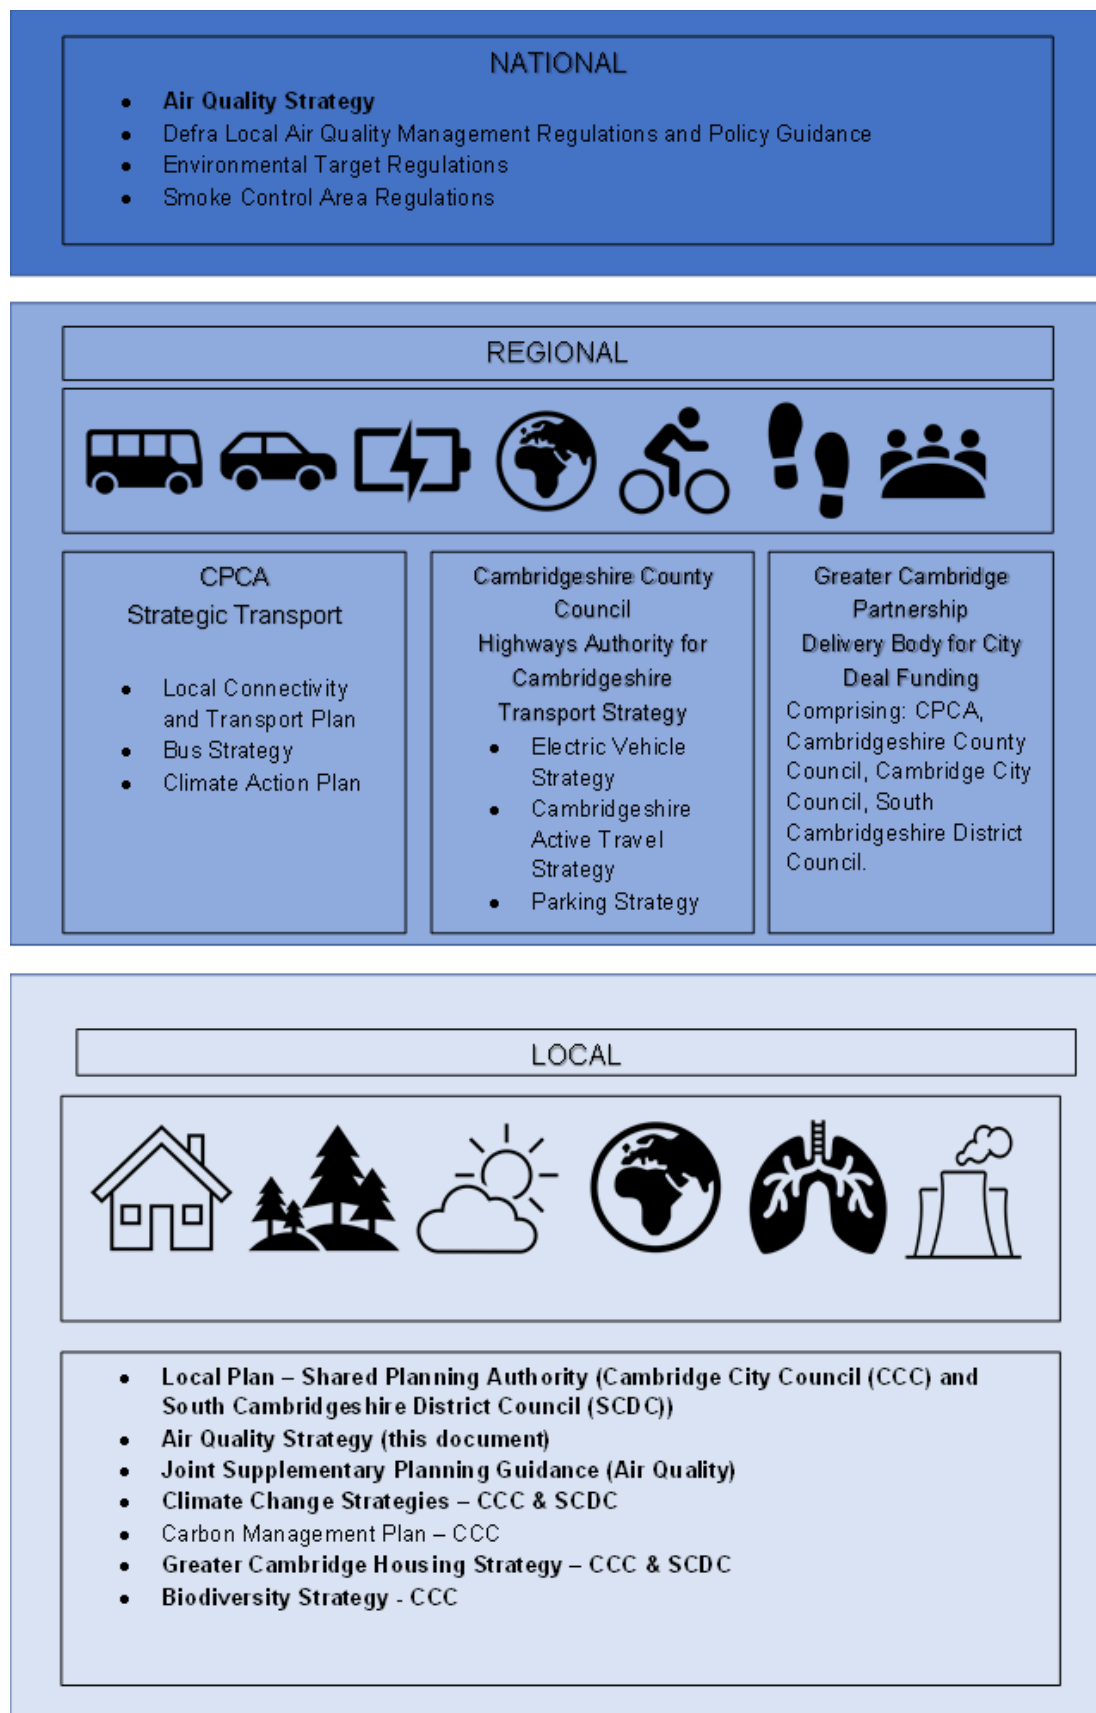 NATIONAL
● Air Quality Strategy
● Defra Local Air Quality Management Regulations and Policy Guidance
● Environmental Target Regulations
● Smoke Control Area Regulations
REGIONAL
CPCA
Strategic Transport
● Local Connectivity
and Transport Plan
● Bus Strategy
● Climate Action Plan
Cambridgeshire County
Council
Highways Authority for
Cambridgeshire
Transport Strategy
● Electric Vehicle
Strategy
● Cambridgeshire
Active Travel
Strategy
● Parking Strategy
Greater Cambridge
Partnership
Delivery Body for City
Deal Funding
Comprising: CPCA,
Cambridgeshire County
Council, Cambridge City
Council, South
Cambridgeshire District
Council.
LOCAL
● Local Plan – Shared Planning Authority (Cambridge City Council (CCC) and
South Cambridgeshire District Council (SCDC))
● Air Quality Strategy (this document)
● Joint Supplementary Planning Guidance (Air Quality)
● Climate Change Strategies – CCC & SCDC
● Carbon Management Plan – CCC
● Greater Cambridge Housing Strategy – CCC & SCDC
● Biodiversity Strategy - CCC